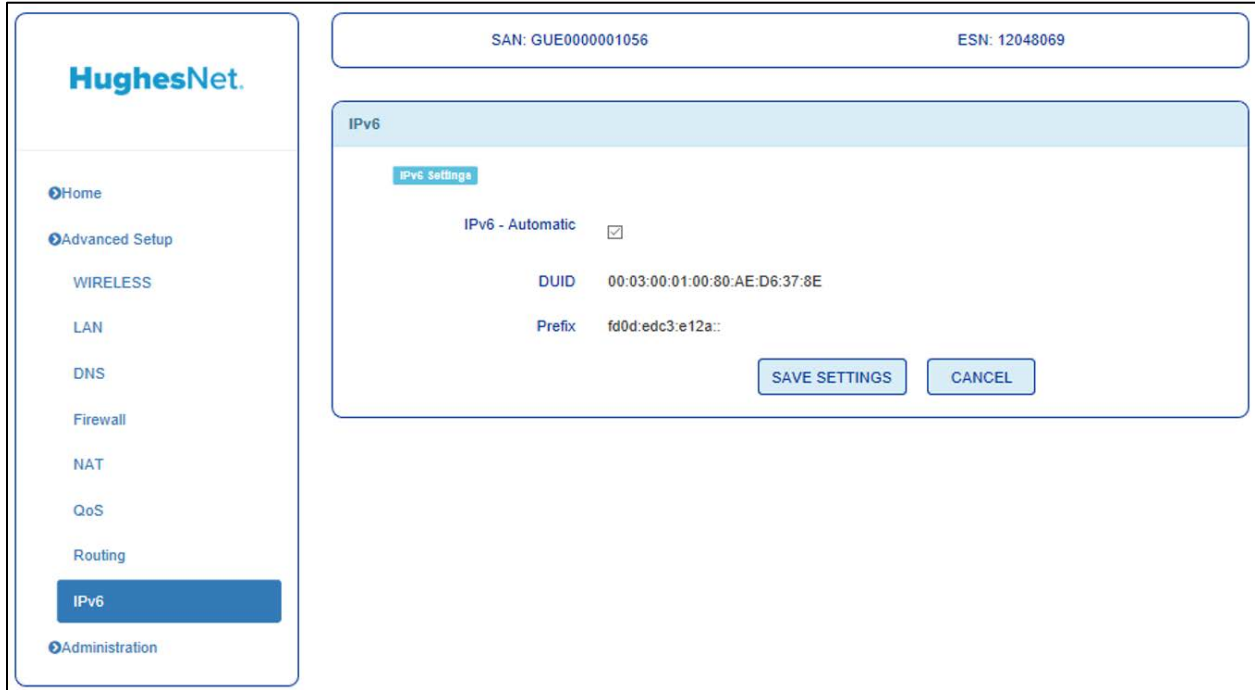 HughesNet.
Home
Advanced Setup
WIRELESS
LAN
DNS
Firewall
NAT
QoS
Routing
IPv6
Administration
SAN: GUE0000001056 ESN: 12048069
IPv6
IPv6 Settings
IPv6 - Automatic
DUID 00:03:00:01:00:80:AE:D6:37:8E
Prefix fd0d:edc3:e12a::
SAVE SETTINGS CANCEL